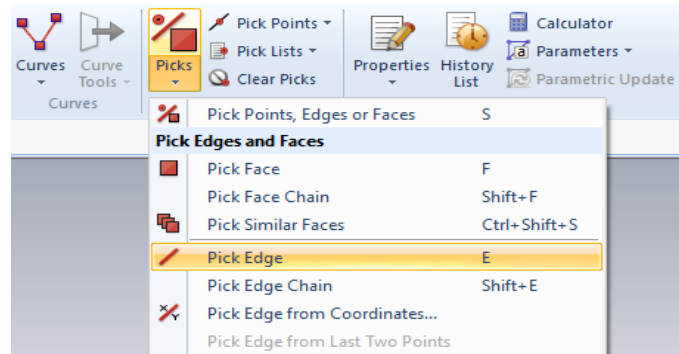 Curves
Curve Tools
Curves
Picks
Pick Points
Pick Lists
Clear Picks
Properties
History List
Calculator
Parameters
Parametric Update
Pick Points, Edges or Faces S
Pick Edges and Faces
Pick Face F
Pick Face Chain Shift+F
Pick Similar Faces Ctrl+Shift+S
Pick Edge E
Pick Edge Chain Shift+E
Pick Edge from Coordinates...
Pick Edge from Last Two Points